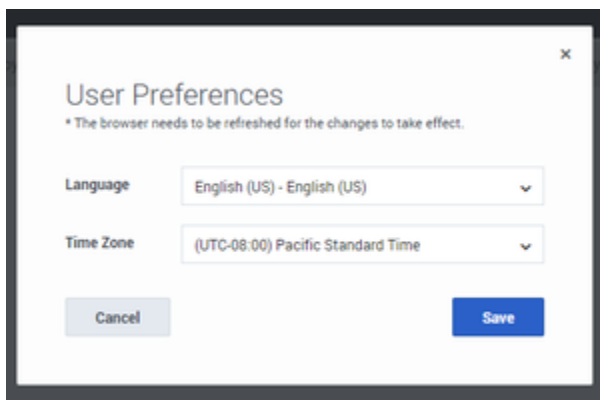 ×
User Preferences
* The browser needs to be refreshed for the changes to take effect.
Language
English (US) - English (US)
Time Zone
(UTC-08:00) Pacific Standard Time
Cancel
Save